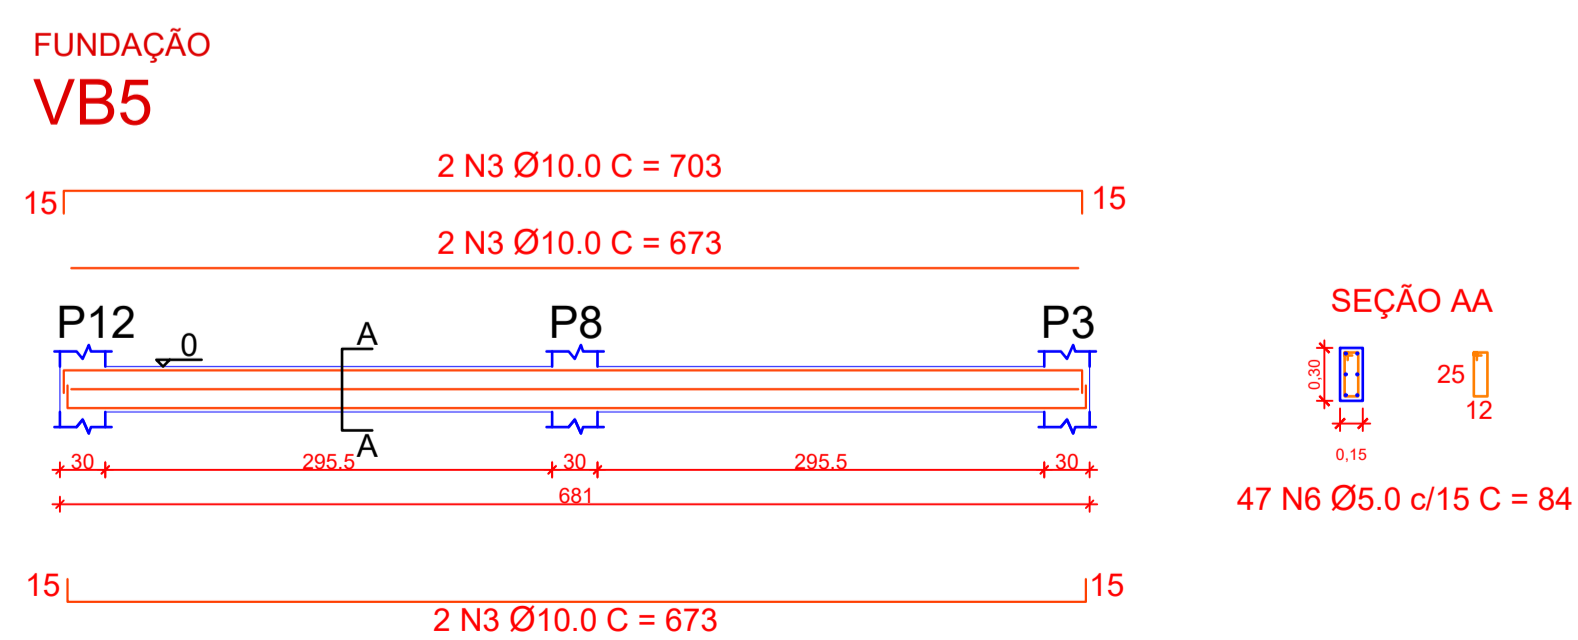 FUNDAÇÃO
VB5
2 N3 Ø10.0 C = 703
15
15
2 N3 Ø10.0 C = 673
P12
P8
P3
0
A
A
30
295.5
30
295.5
30
681
15
15
2 N3 Ø10.0 C = 673
SEÇÃO AA
0,30
25
12
0,15
47 N6 Ø5.0 c/15 C = 84